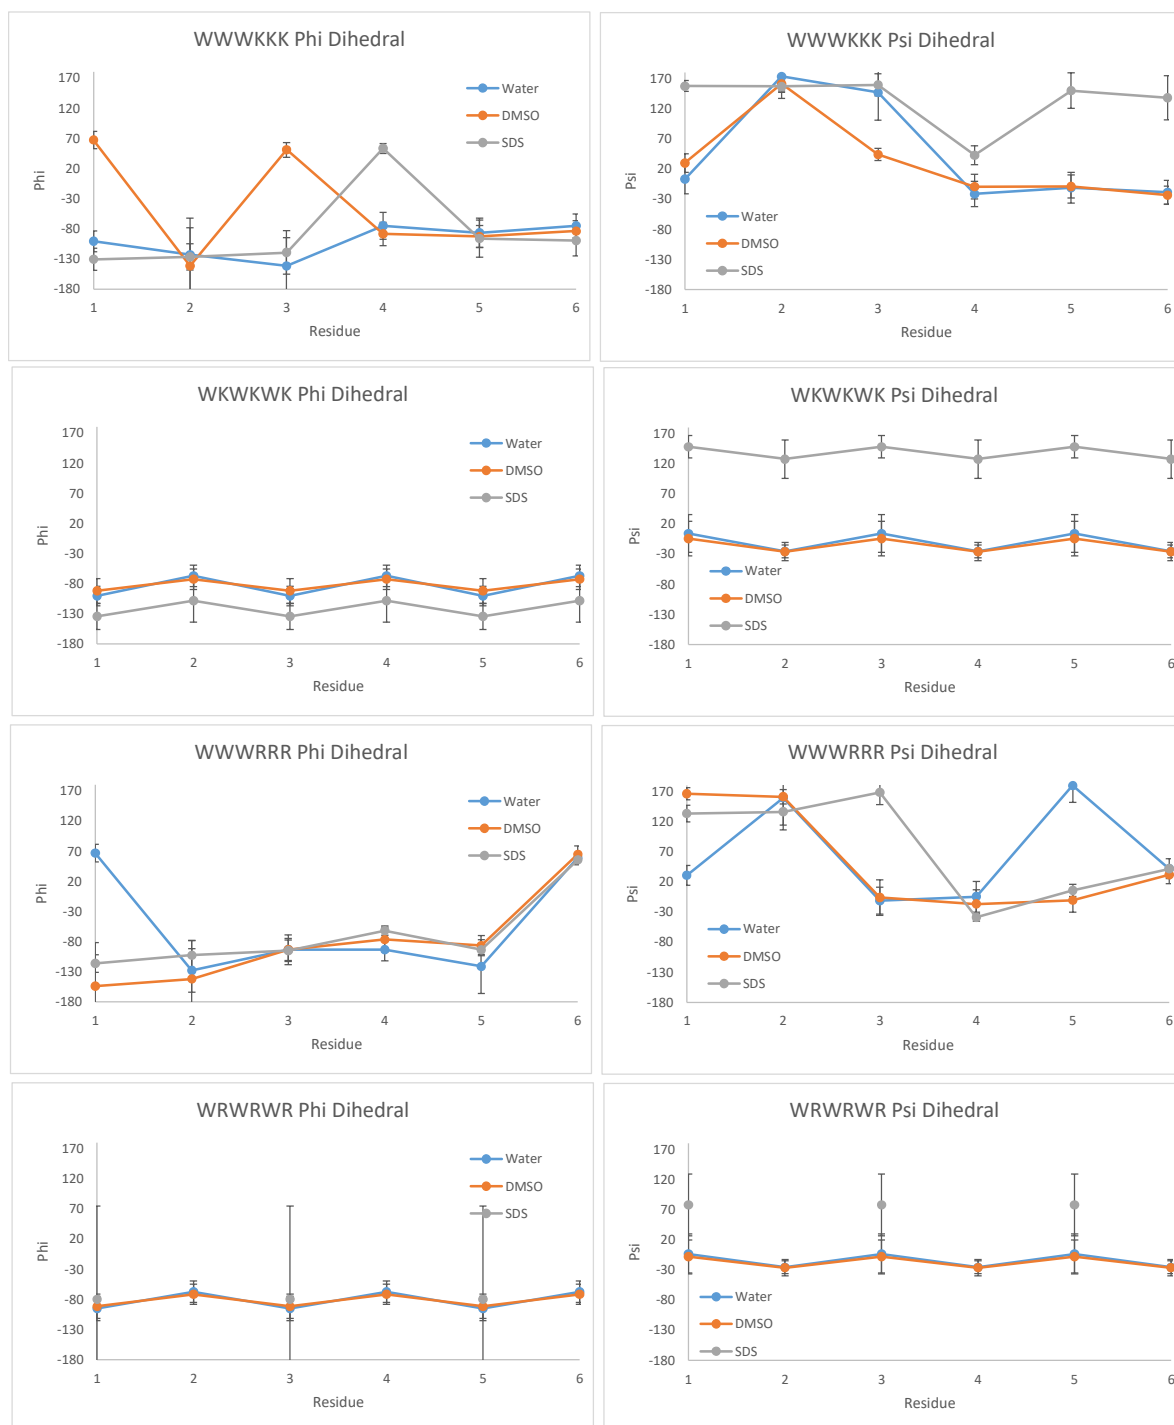 WWWKKK Phi Dihedral
170
120
70
20
-30
-80
-130
-180
Phi
1 2 3 4 5 6
Residue
Water
DMSO
SDS
WWWKKK Psi Dihedral
170
120
70
20
-30
-80
-130
-180
Psi
1 2 3 4 5 6
Residue
Water
DMSO
SDS
WKWKWK Phi Dihedral
170
120
70
20
-30
-80
-130
-180
Phi
1 2 3 4 5 6
Residue
Water
DMSO
SDS
WKWKWK Psi Dihedral
170
120
70
20
-30
-80
-130
-180
Psi
1 2 3 4 5 6
Residue
Water
DMSO
SDS
WWWRRR Phi Dihedral
170
120
70
20
-30
-80
-130
-180
Phi
1 2 3 4 5 6
Residue
Water
DMSO
SDS
WWWRRR Psi Dihedral
170
120
70
20
-30
-80
-130
-180
Psi
1 2 3 4 5 6
Residue
Water
DMSO
SDS
WRWRWR Phi Dihedral
170
120
70
20
-30
-80
-130
-180
Phi
1 2 3 4 5 6
Residue
Water
DMSO
SDS
WRWRWR Psi Dihedral
170
120
70
20
-30
-80
-130
-180
Psi
1 2 3 4 5 6
Residue
Water
DMSO
SDS